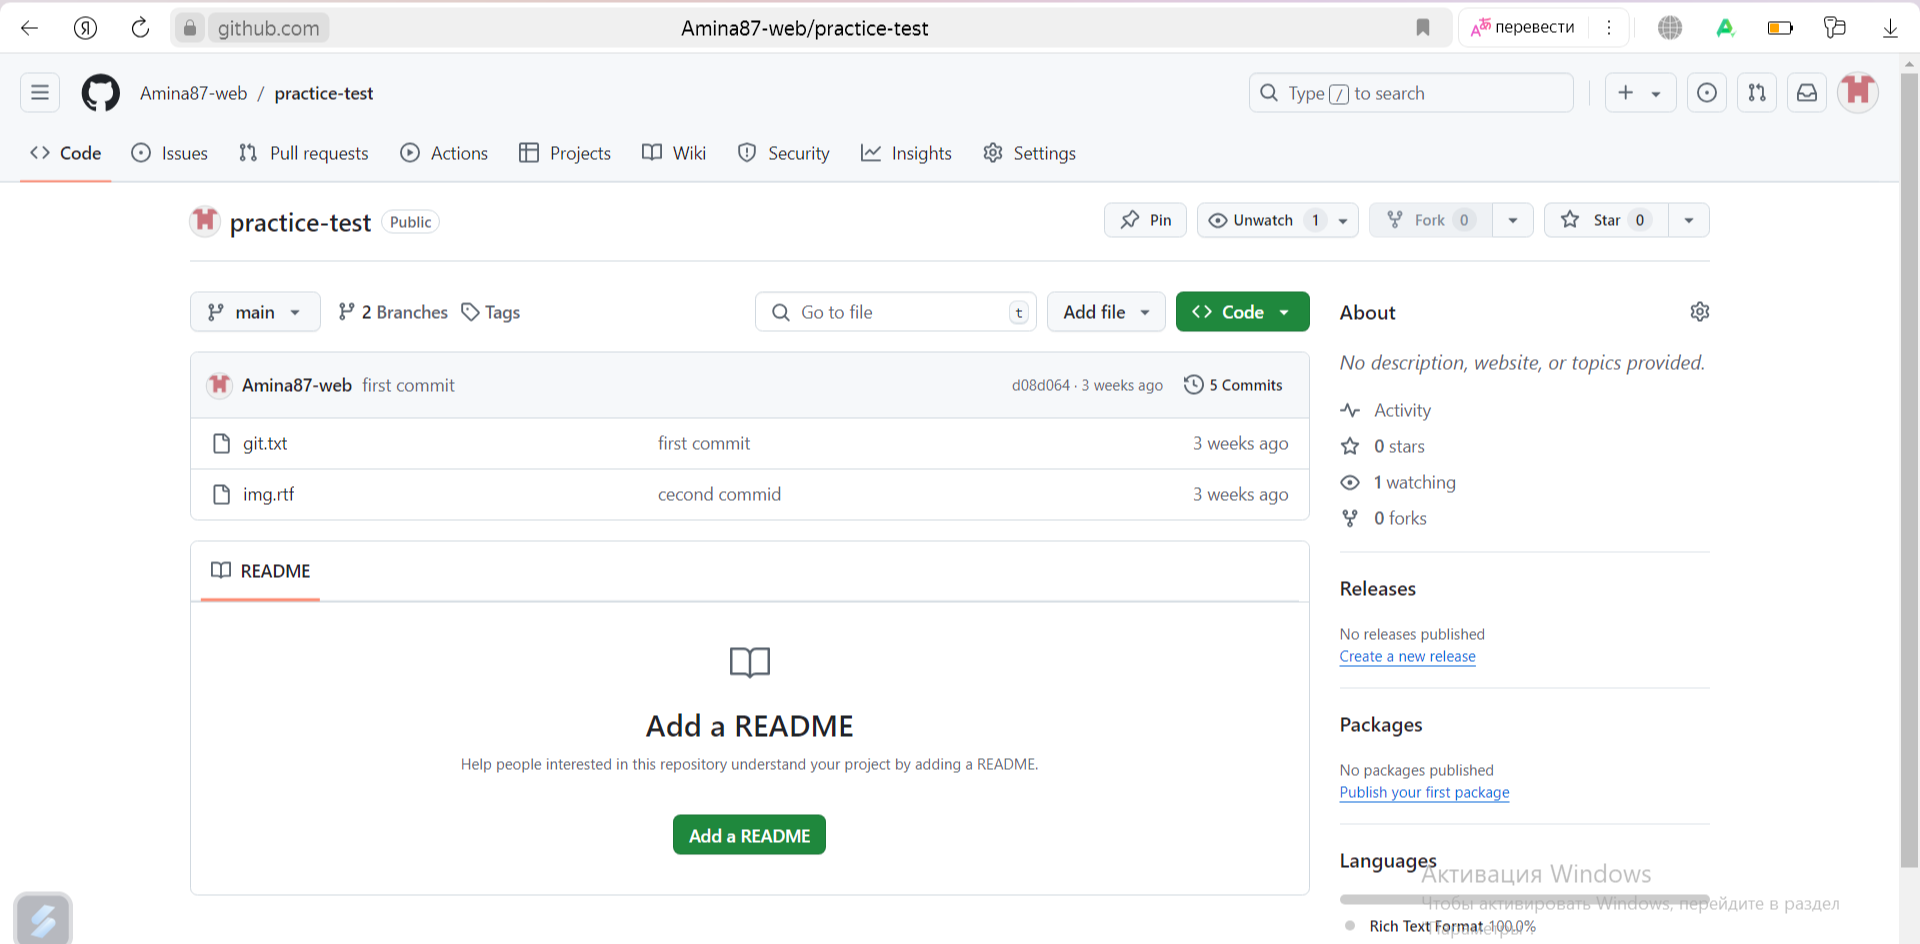 github.com
Amina87-web/practice-test
перевести
Amina87-web / practice-test
Type / to search
Code
Issues
Pull requests
Actions
Projects
Wiki
Security
Insights
Settings
practice-test
Public
Pin
Unwatch 1
Fork 0
Star 0
main
2 Branches
Tags
Go to file
t
Add file
Code
Amina87-web first commit
d08d064 · 3 weeks ago
5 Commits
git.txt first commit 3 weeks ago
img.rtf cecond commid 3 weeks ago
README
Add a README
Help people interested in this repository understand your project by adding a README.
Add a README
About
No description, website, or topics provided.
Activity
0 stars
1 watching
0 forks
Releases
No releases published
Create a new release
Packages
No packages published
Publish your first package
Languages
Rich Text Format 100.0%
Активация Windows
Чтобы активировать Windows, перейдите в раздел
"Параметры".